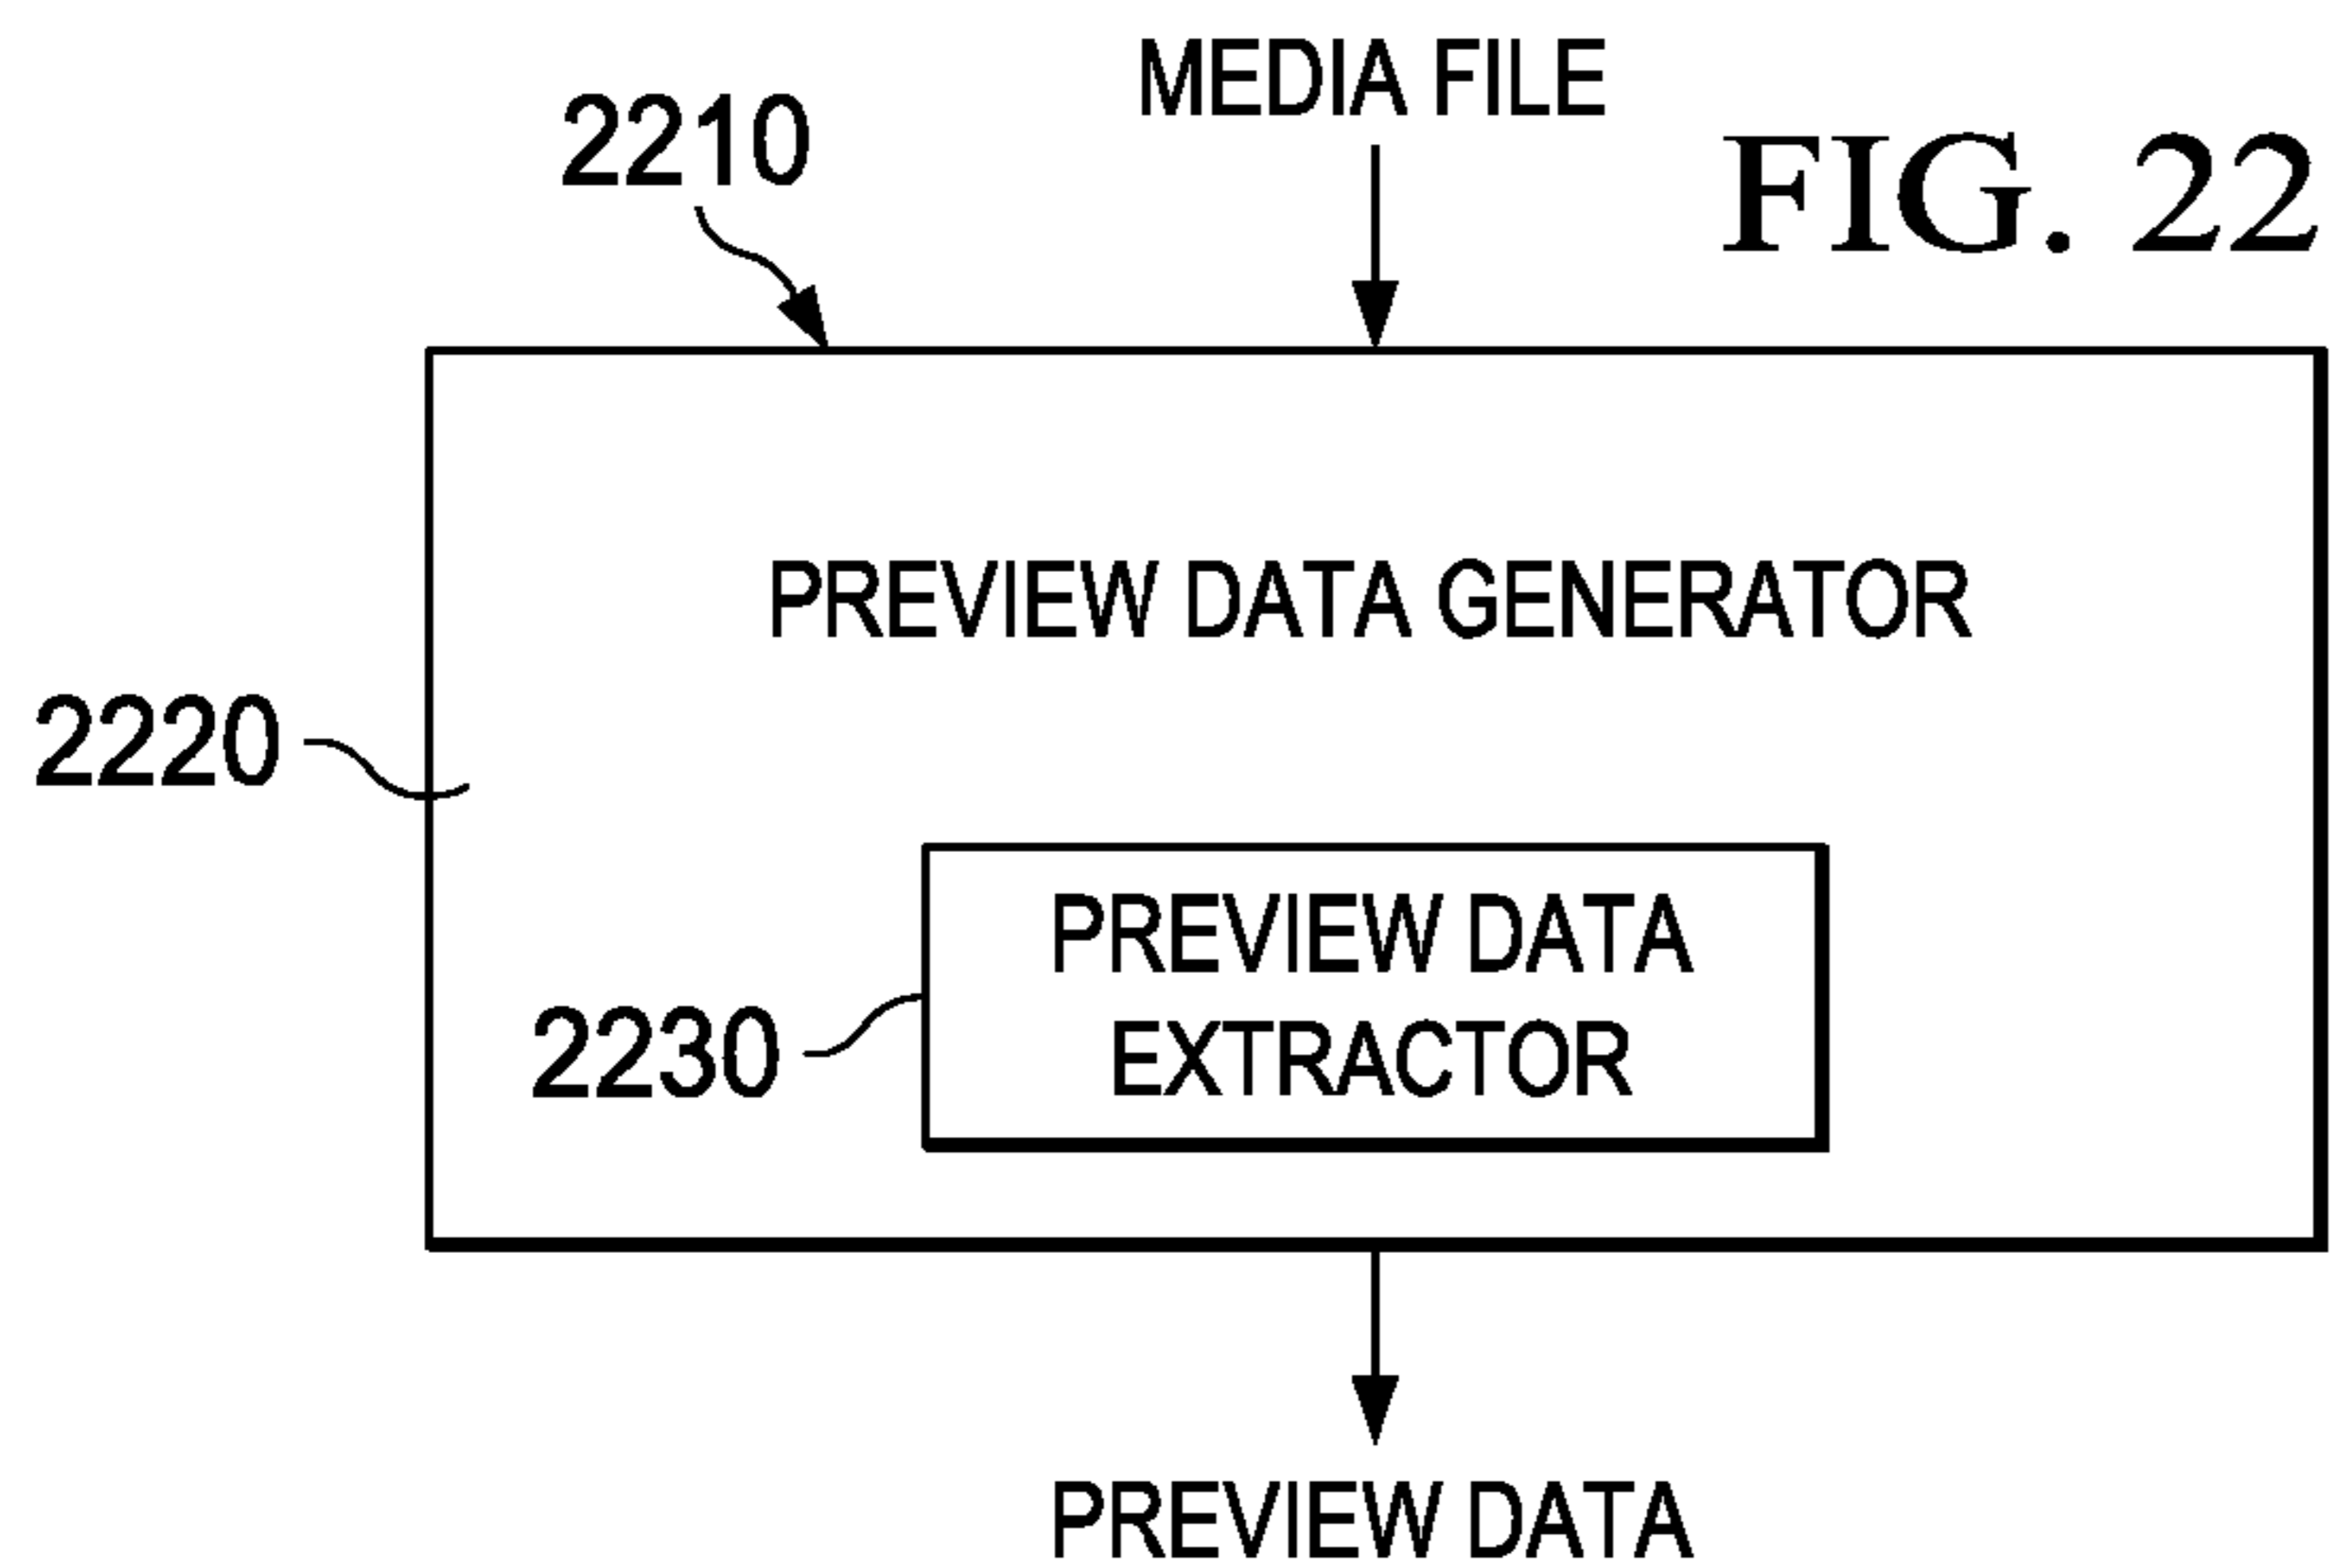 MEDIA FILE
2210
FIG. 22
PREVIEW DATA GENERATOR
2220
PREVIEW DATA
EXTRACTOR
2230
PREVIEW DATA